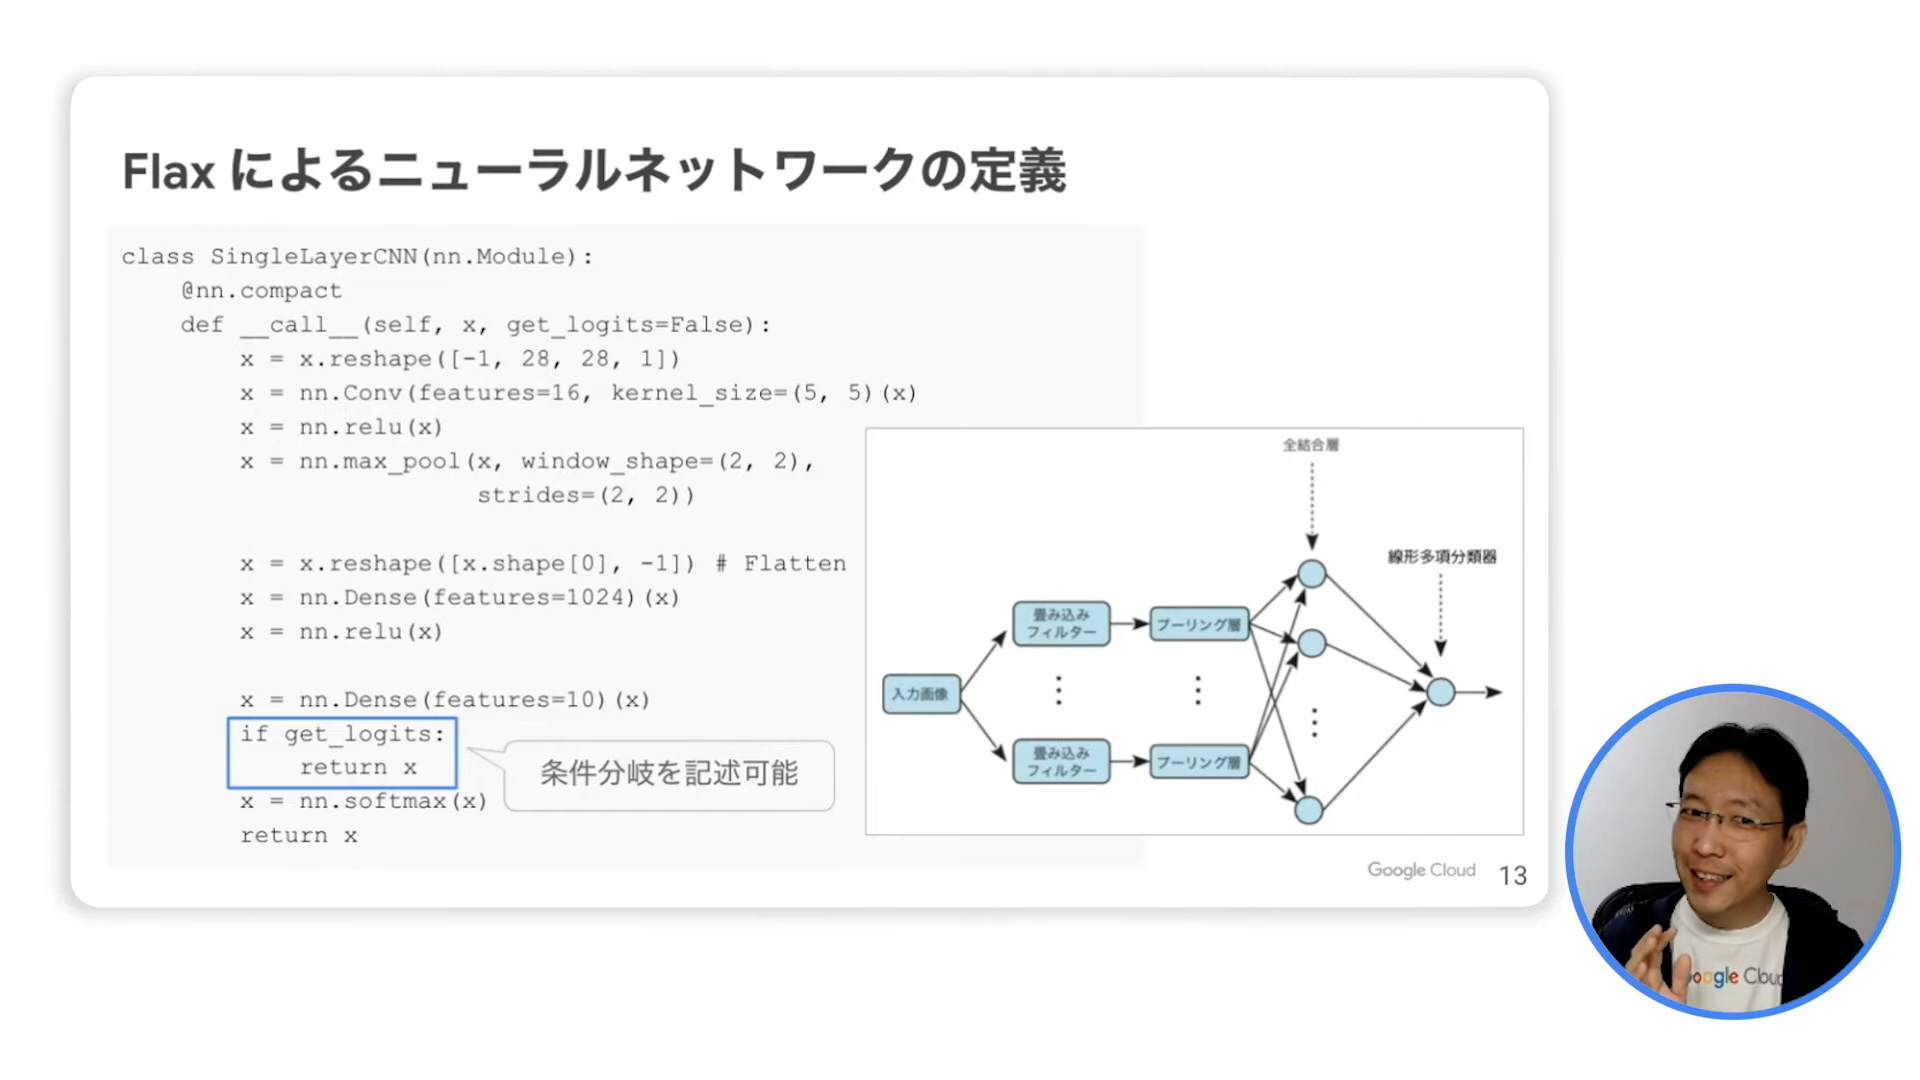 Flax によるニューラルネットワークの定義
class SingleLayerCNN(nn.Module):
@nn.compact
def __call__(self, x, get_logits=False):
x = x.reshape([-1, 28, 28, 1])
x = nn.Conv(features=16, kernel_size=(5, 5)(x)
x = nn.relu(x)
x = nn.max_pool(x, window_shape=(2, 2),
strides=(2, 2))
x = x.reshape([x.shape[0], -1]) # Flatten
x = nn.Dense(features=1024)(x)
x = nn.relu(x)
x = nn.Dense(features=10)(x)
if get_logits:
return x
x = nn.softmax(x)
return x
条件分岐を記述可能
全結合層
線形多項分類器
畳み込み
フィルター
プーリング層
入力画像
畳み込み
フィルター
プーリング層
Google Cloud
13
Google Cloud